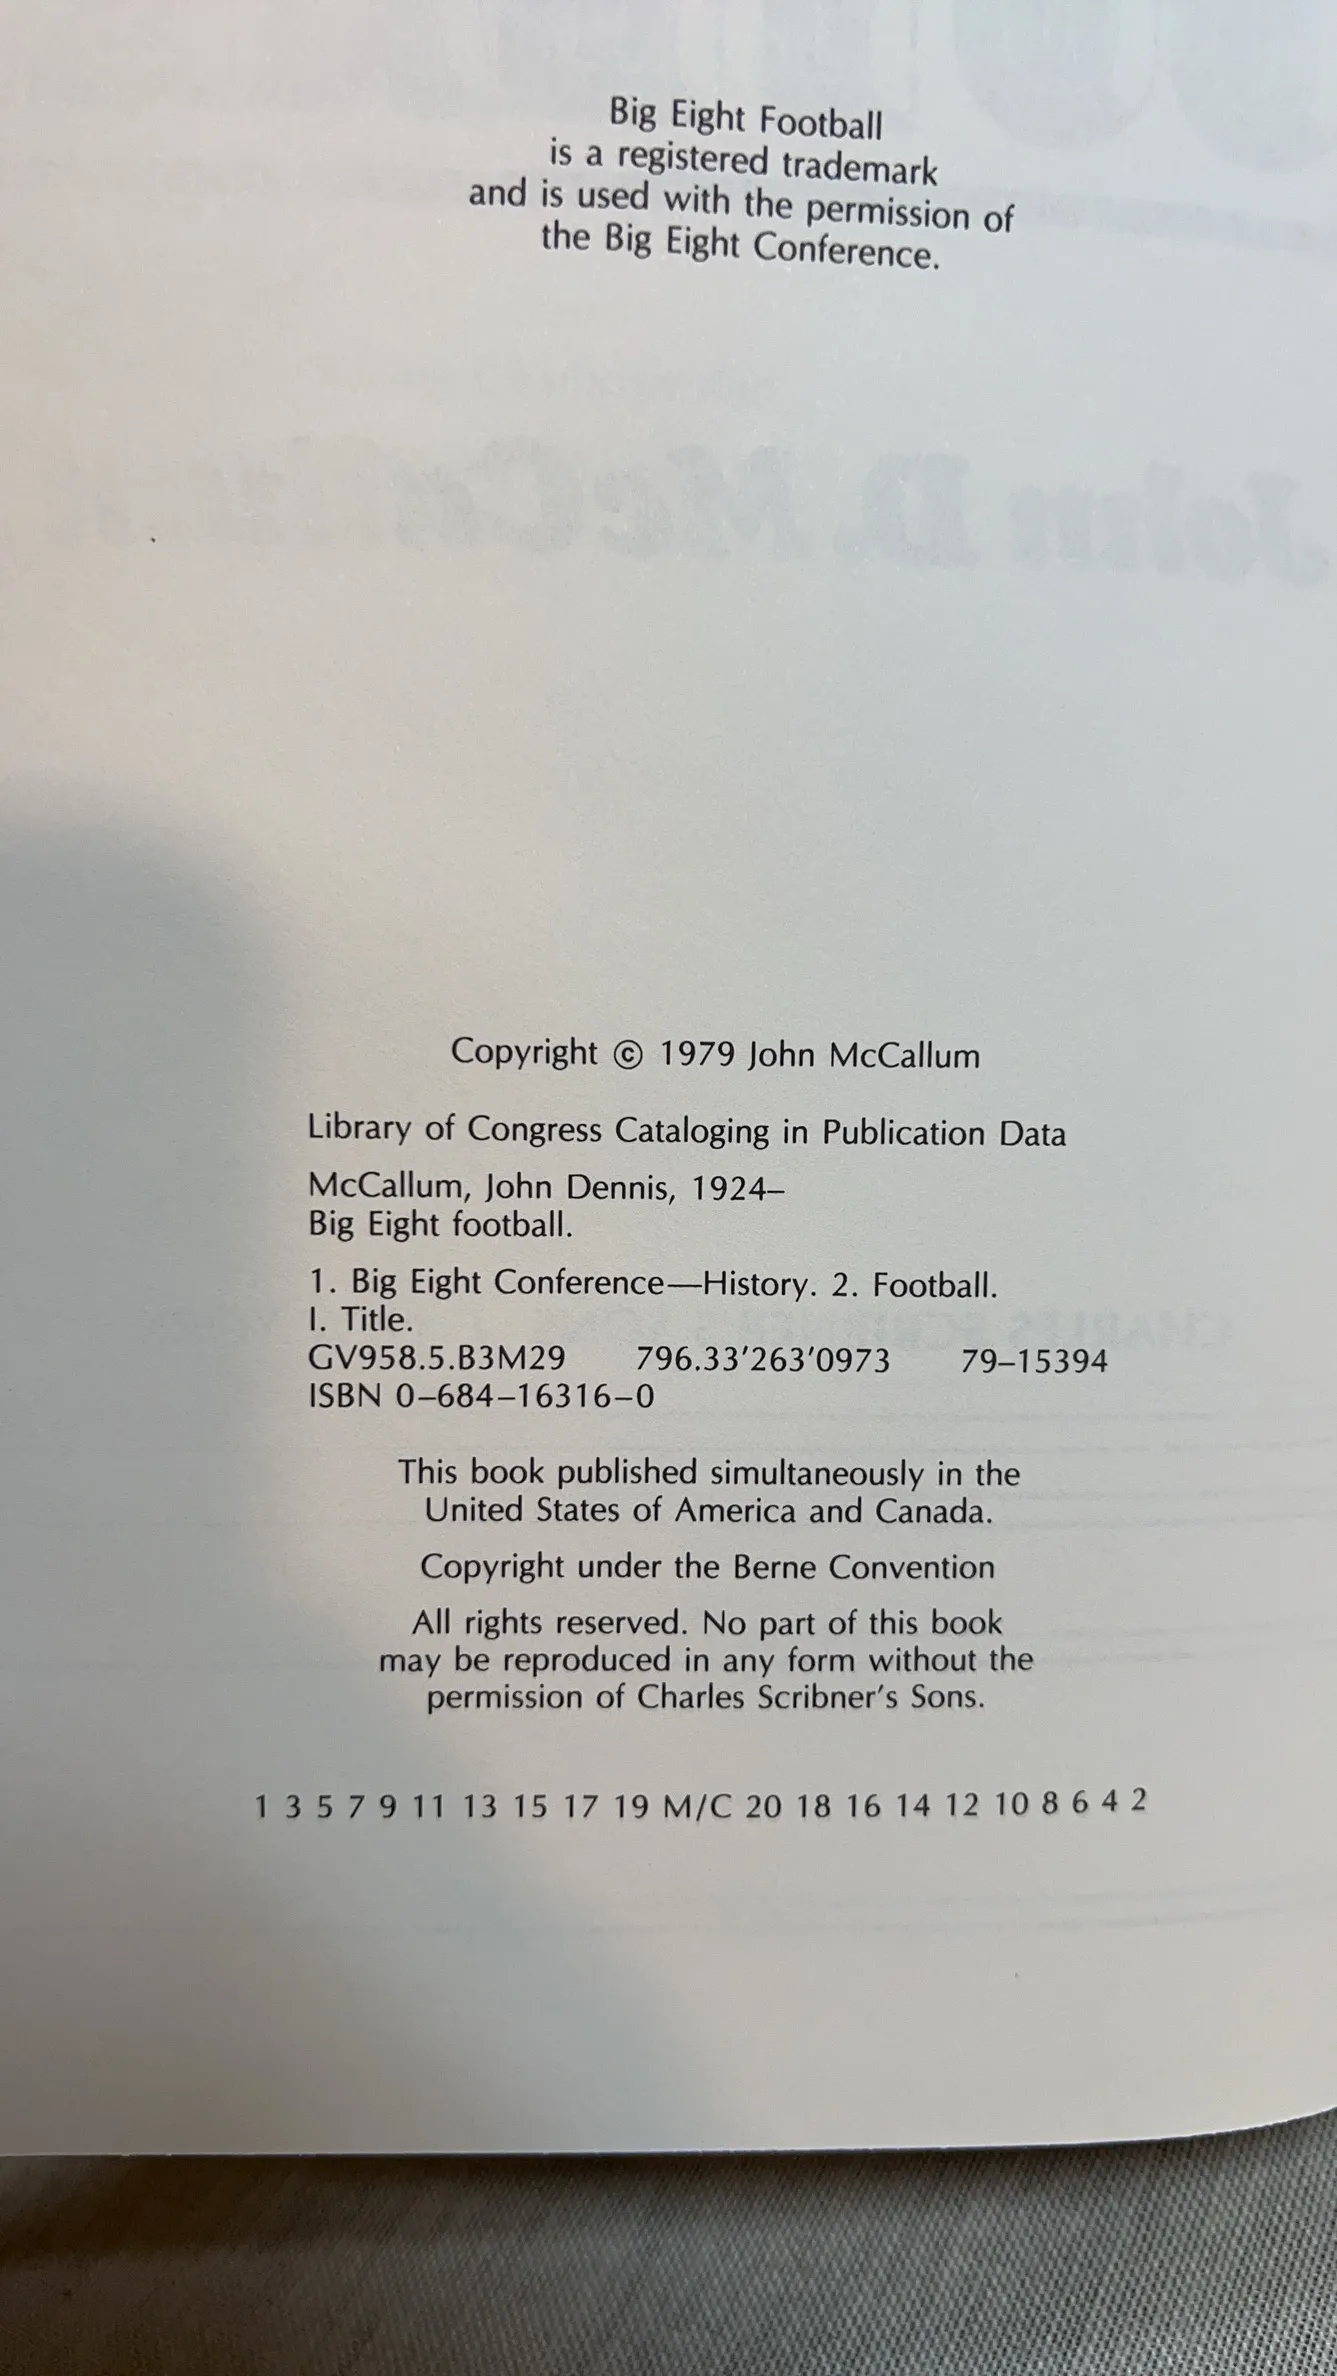 Big Eight Football
is a registered trademark
and is used with the permission of
the Big Eight Conference.
John D. McCallum
Copyright © 1979 John McCallum
Library of Congress Cataloging in Publication Data
McCallum, John Dennis, 1924–
Big Eight football.
1. Big Eight Conference—History. 2. Football.
I. Title.
GV958.5.B3M29 796.33'263'0973 79–15394
ISBN 0–684–16316–0
This book published simultaneously in the
United States of America and Canada.
Copyright under the Berne Convention
All rights reserved. No part of this book
may be reproduced in any form without the
permission of Charles Scribner's Sons.
1 3 5 7 9 11 13 15 17 19 M/C 20 18 16 14 12 10 8 6 4 2